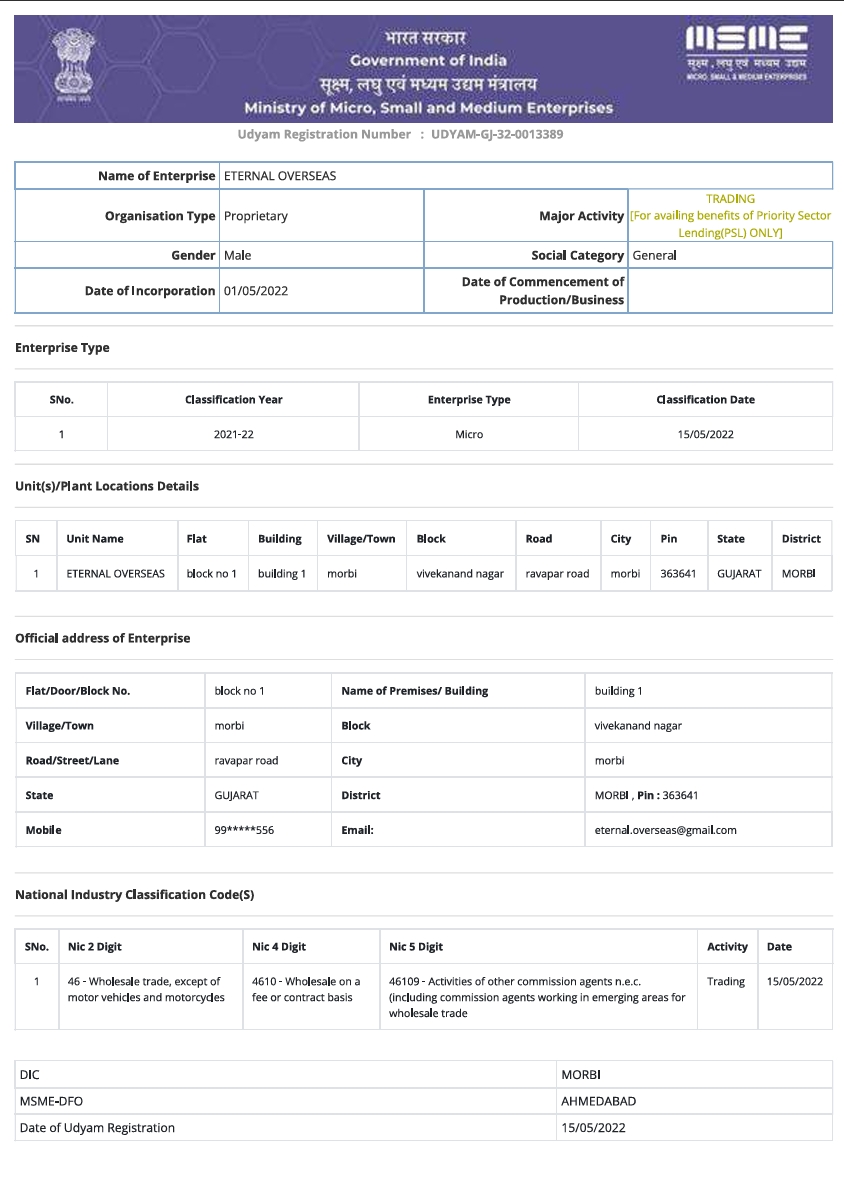 भारत सरकार
Government of India
सूक्ष्म, लघु एवं मध्यम उद्यम मंत्रालय
Ministry of Micro, Small and Medium Enterprises
MSME
सूक्ष्म, लघु एवं मध्यम उद्यम
MICRO, SMALL & MEDIUM ENTERPRISES
सत्यमेव जयते
Udyam Registration Number : UDYAM-GJ-32-0013389
Name of Enterprise ETERNAL OVERSEAS
Organisation Type Proprietary Major Activity TRADING
[For availing benefits of Priority Sector
Lending(PSL) ONLY]
Gender Male Social Category General
Date of Incorporation 01/05/2022 Date of Commencement of
Production/Business
Enterprise Type
SNo. Classification Year Enterprise Type Classification Date
1 2021-22 Micro 15/05/2022
Unit(s)/Plant Locations Details
SN Unit Name Flat Building Village/Town Block Road City Pin State District
1 ETERNAL OVERSEAS block no 1 building 1 morbi vivekanand nagar ravapar road morbi 363641 GUJARAT MORBI
Official address of Enterprise
Flat/Door/Block No. block no 1 Name of Premises/ Building building 1
Village/Town morbi Block vivekanand nagar
Road/Street/Lane ravapar road City morbi
State GUJARAT District MORBI , Pin : 363641
Mobile 99*****556 Email: eternal.overseas@gmail.com
National Industry Classification Code(S)
SNo. Nic 2 Digit Nic 4 Digit Nic 5 Digit Activity Date
1 46 - Wholesale trade, except of 4610 - Wholesale on a 46109 - Activities of other commission agents n.e.c. Trading 15/05/2022
motor vehicles and motorcycles fee or contract basis (including commission agents working in emerging areas for
wholesale trade
DIC MORBI
MSME-DFO AHMEDABAD
Date of Udyam Registration 15/05/2022